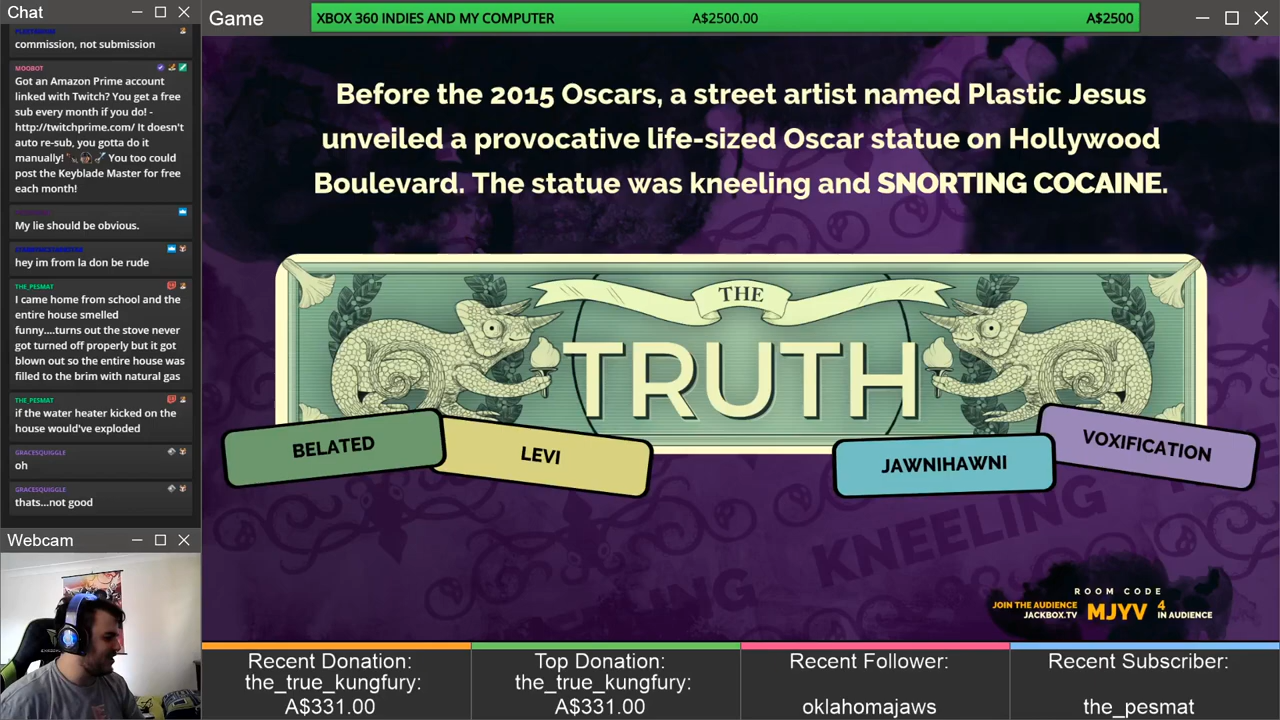 Chat
commission, not submission
MOOBOT
Got an Amazon Prime account
linked with Twitch? You get a free
sub every month if you do! -
http://twitchprime.com/ It doesn't
auto re-sub, you gotta do it
manually! You too could
post the Keyblade Master for free
each month!
My lie should be obvious.
hey im from la don be rude
THE_PESMAT
I came home from school and the
entire house smelled
funny....turns out the stove never
got turned off properly but it got
blown out so the entire house was
filled to the brim with natural gas
THE_PESMAT
if the water heater kicked on the
house would've exploded
GRACESQUIGGLE
oh
GRACESQUIGGLE
thats...not good
Webcam
Game
XBOX 360 INDIES AND MY COMPUTER A$2500.00 A$2500
Before the 2015 Oscars, a street artist named Plastic Jesus
unveiled a provocative life-sized Oscar statue on Hollywood
Boulevard. The statue was kneeling and SNORTING COCAINE.
THE
TRUTH
BELATED
LEVI
JAWNIHAWNI
VOXIFICATION
KNEELING
ROOM CODE
JOIN THE AUDIENCE
JACKBOX.TV
MJYV
4
IN AUDIENCE
Recent Donation:
the_true_kungfury:
A$331.00
Top Donation:
the_true_kungfury:
A$331.00
Recent Follower:
oklahomajaws
Recent Subscriber:
the_pesmat